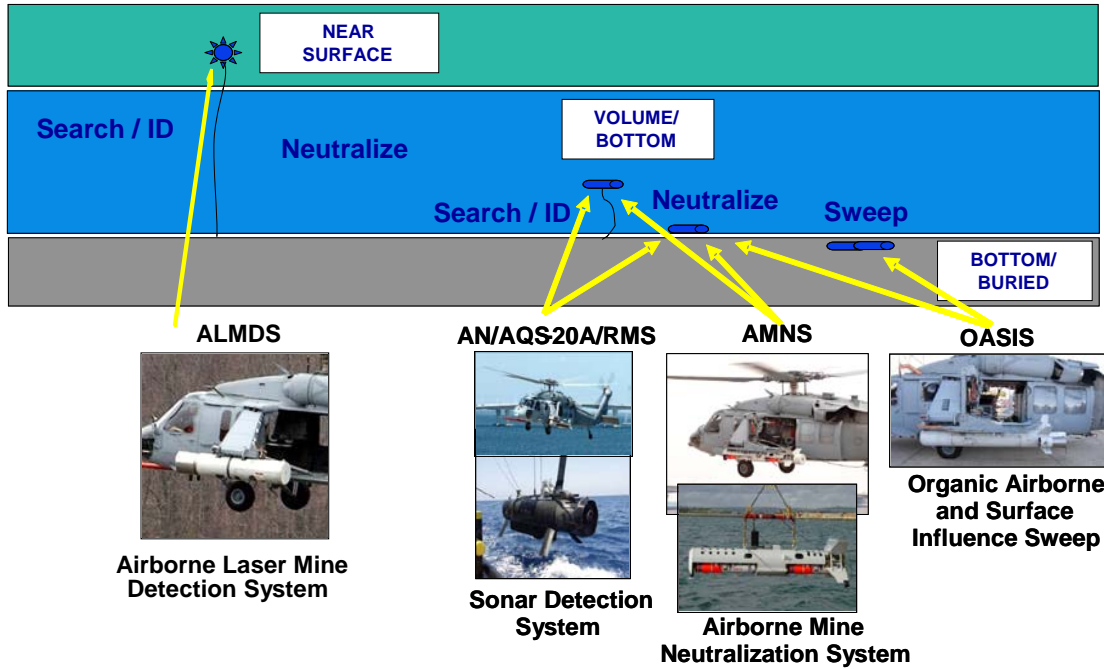 NEAR
SURFACE
Search / ID
Neutralize
VOLUME/
BOTTOM
Search / ID
Neutralize
Sweep
BOTTOM/
BURIED
ALMDS
AN/AQS-20A/RMS
AMNS
OASIS
Airborne Laser Mine
Detection System
Sonar Detection
System
Airborne Mine
Neutralization System
Organic Airborne
and Surface
Influence Sweep